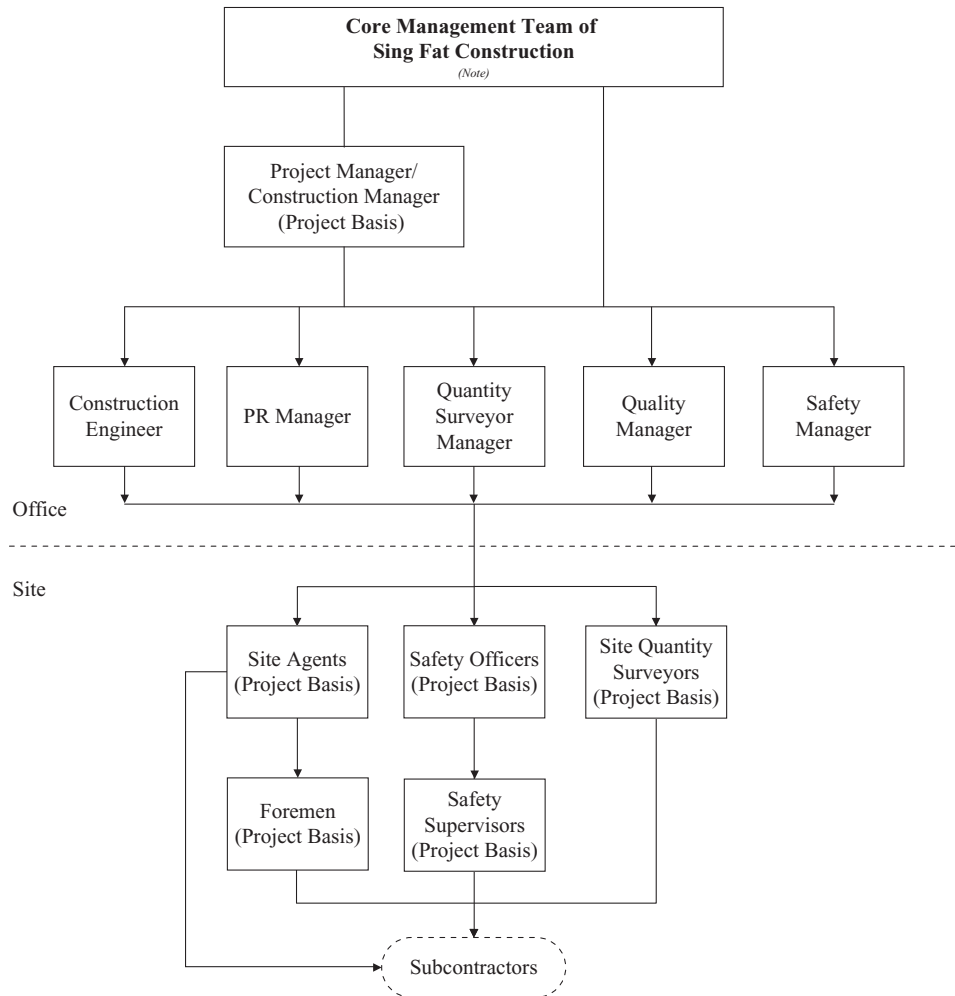 Core Management Team of
Sing Fat Construction
(Note)
Project Manager/
Construction Manager
(Project Basis)
Construction
Engineer
PR Manager
Quantity
Surveyor
Manager
Quality
Manager
Safety
Manager
Office
Site
Site Agents
(Project Basis)
Safety Officers
(Project Basis)
Site Quantity
Surveyors
(Project Basis)
Foremen
(Project Basis)
Safety
Supervisors
(Project Basis)
Subcontractors